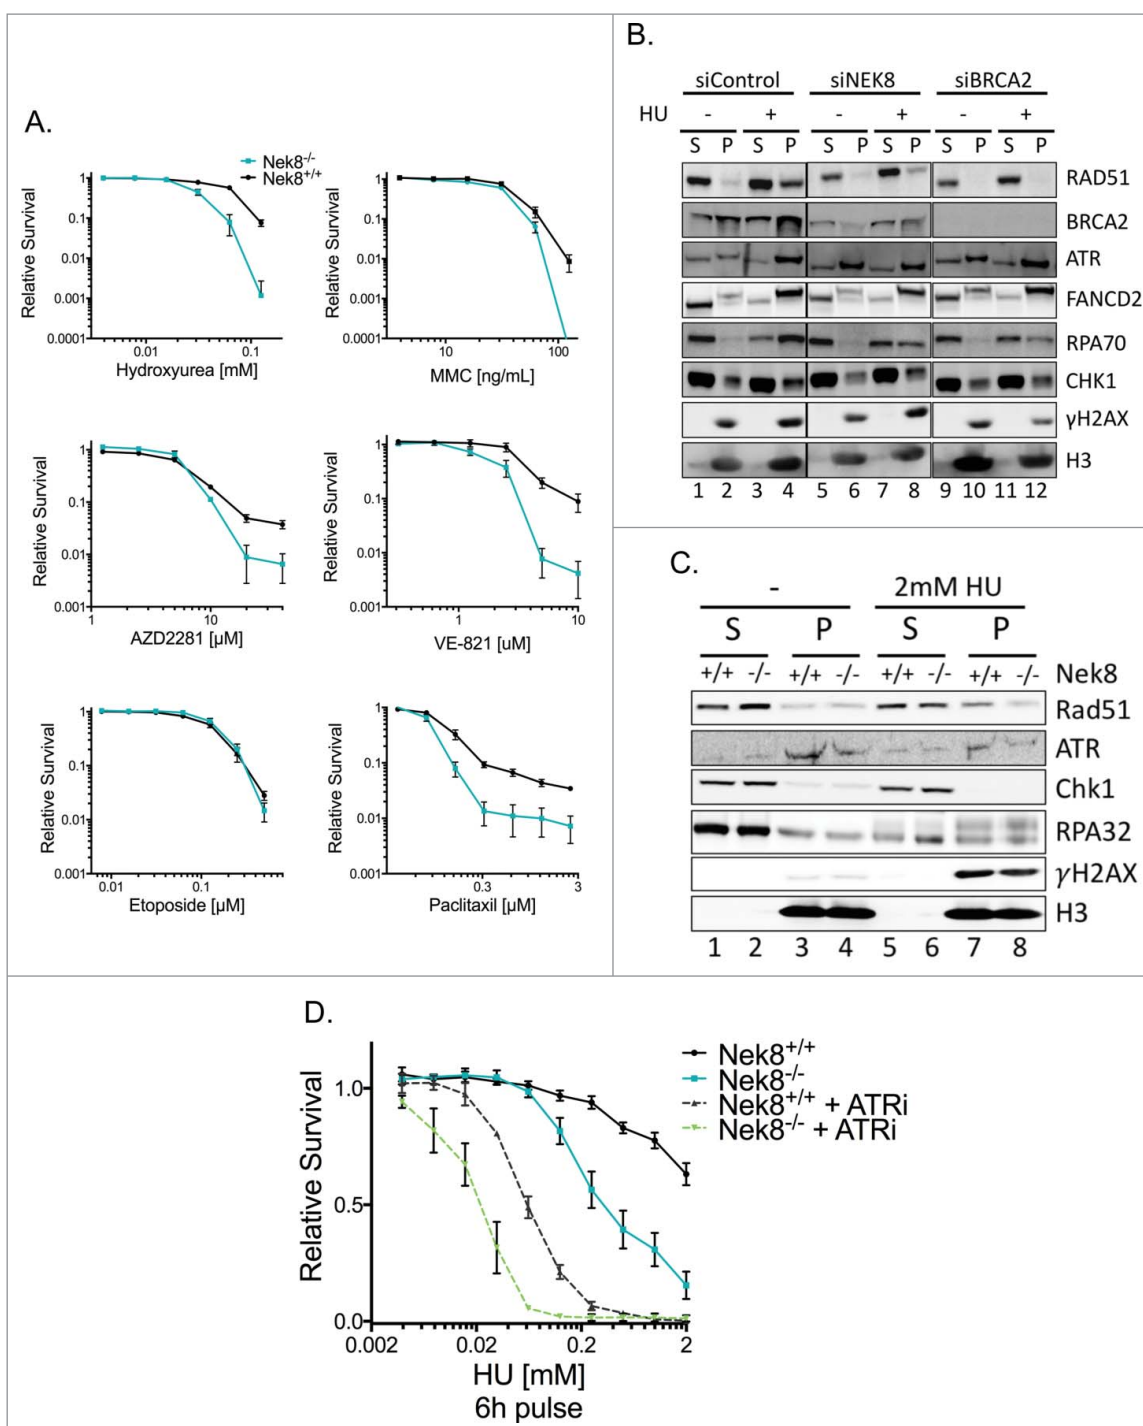 A.
Nek8-/-
Nek8+/+
Relative Survival
1
0.1
0.01
0.001
0.0001
0.01 0.1
Hydroxyurea [mM]
Relative Survival
1
0.1
0.01
0.001
0.0001
10 100
MMC [ng/mL]
Relative Survival
1
0.1
0.01
0.001
1 10
AZD2281 [µM]
Relative Survival
1
0.1
0.01
0.001
1 10
VE-821 [uM]
Relative Survival
1
0.1
0.01
0.001
0.01 0.1
Etoposide [µM]
Relative Survival
1
0.1
0.01
0.001
0.3 3
Paclitaxil [µM]
B.
siControl siNEK8 siBRCA2
HU - + - + - +
S P S P S P S P S P S P
RAD51
BRCA2
ATR
FANCD2
RPA70
CHK1
γH2AX
H3
1 2 3 4 5 6 7 8 9 10 11 12
C.
- 2mM HU
S P S P
+/+ -/- +/+ -/- +/+ -/- +/+ -/- Nek8
Rad51
ATR
Chk1
RPA32
γH2AX
H3
1 2 3 4 5 6 7 8
D.
Nek8+/+
Nek8-/-
Nek8+/+ + ATRi
Nek8-/- + ATRi
Relative Survival
1.0
0.5
0.0
0.002 0.02 0.2 2
HU [mM]
6h pulse